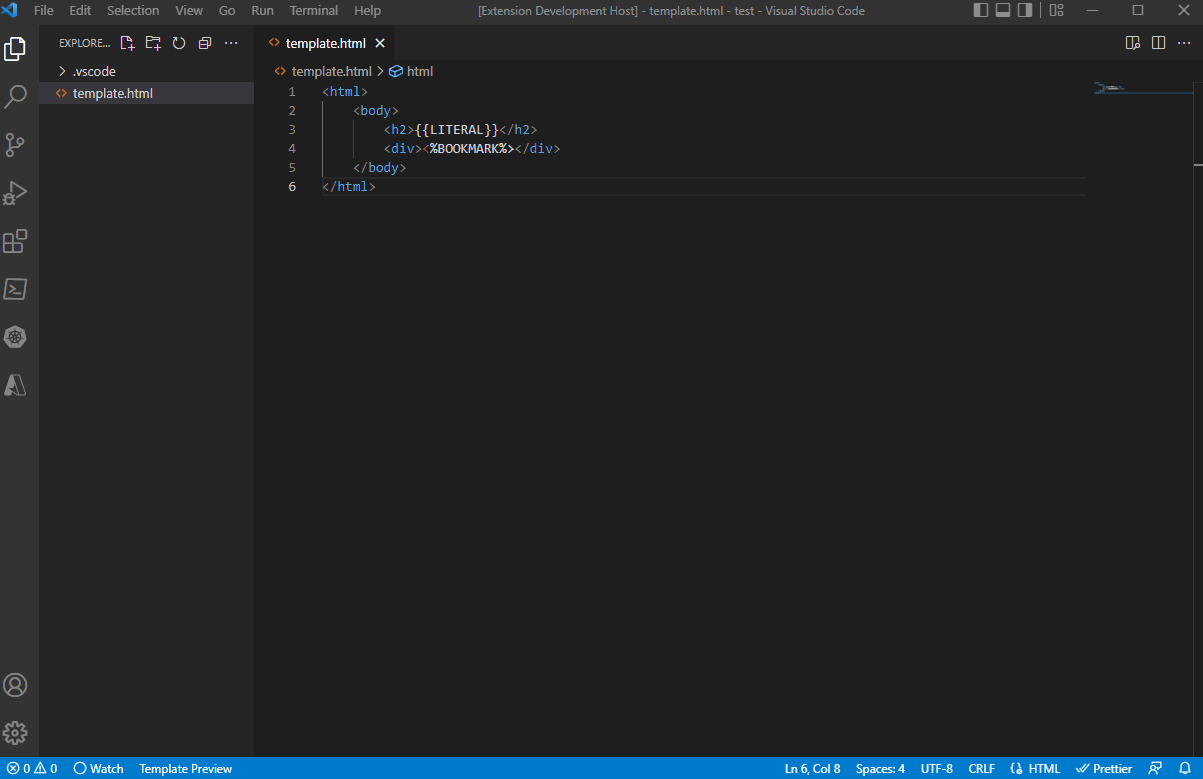 File Edit Selection View Go Run Terminal Help [Extension Development Host] - template.html - test - Visual Studio Code
EXPLORE... template.html
.vscode
template.html
template.html > html
1 <html>
2 <body>
3 <h2>{{LITERAL}}</h2>
4 <div><%BOOKMARK%></div>
5 </body>
6 </html>
0 0 Watch Template Preview Ln 6, Col 8 Spaces: 4 UTF-8 CRLF HTML Prettier